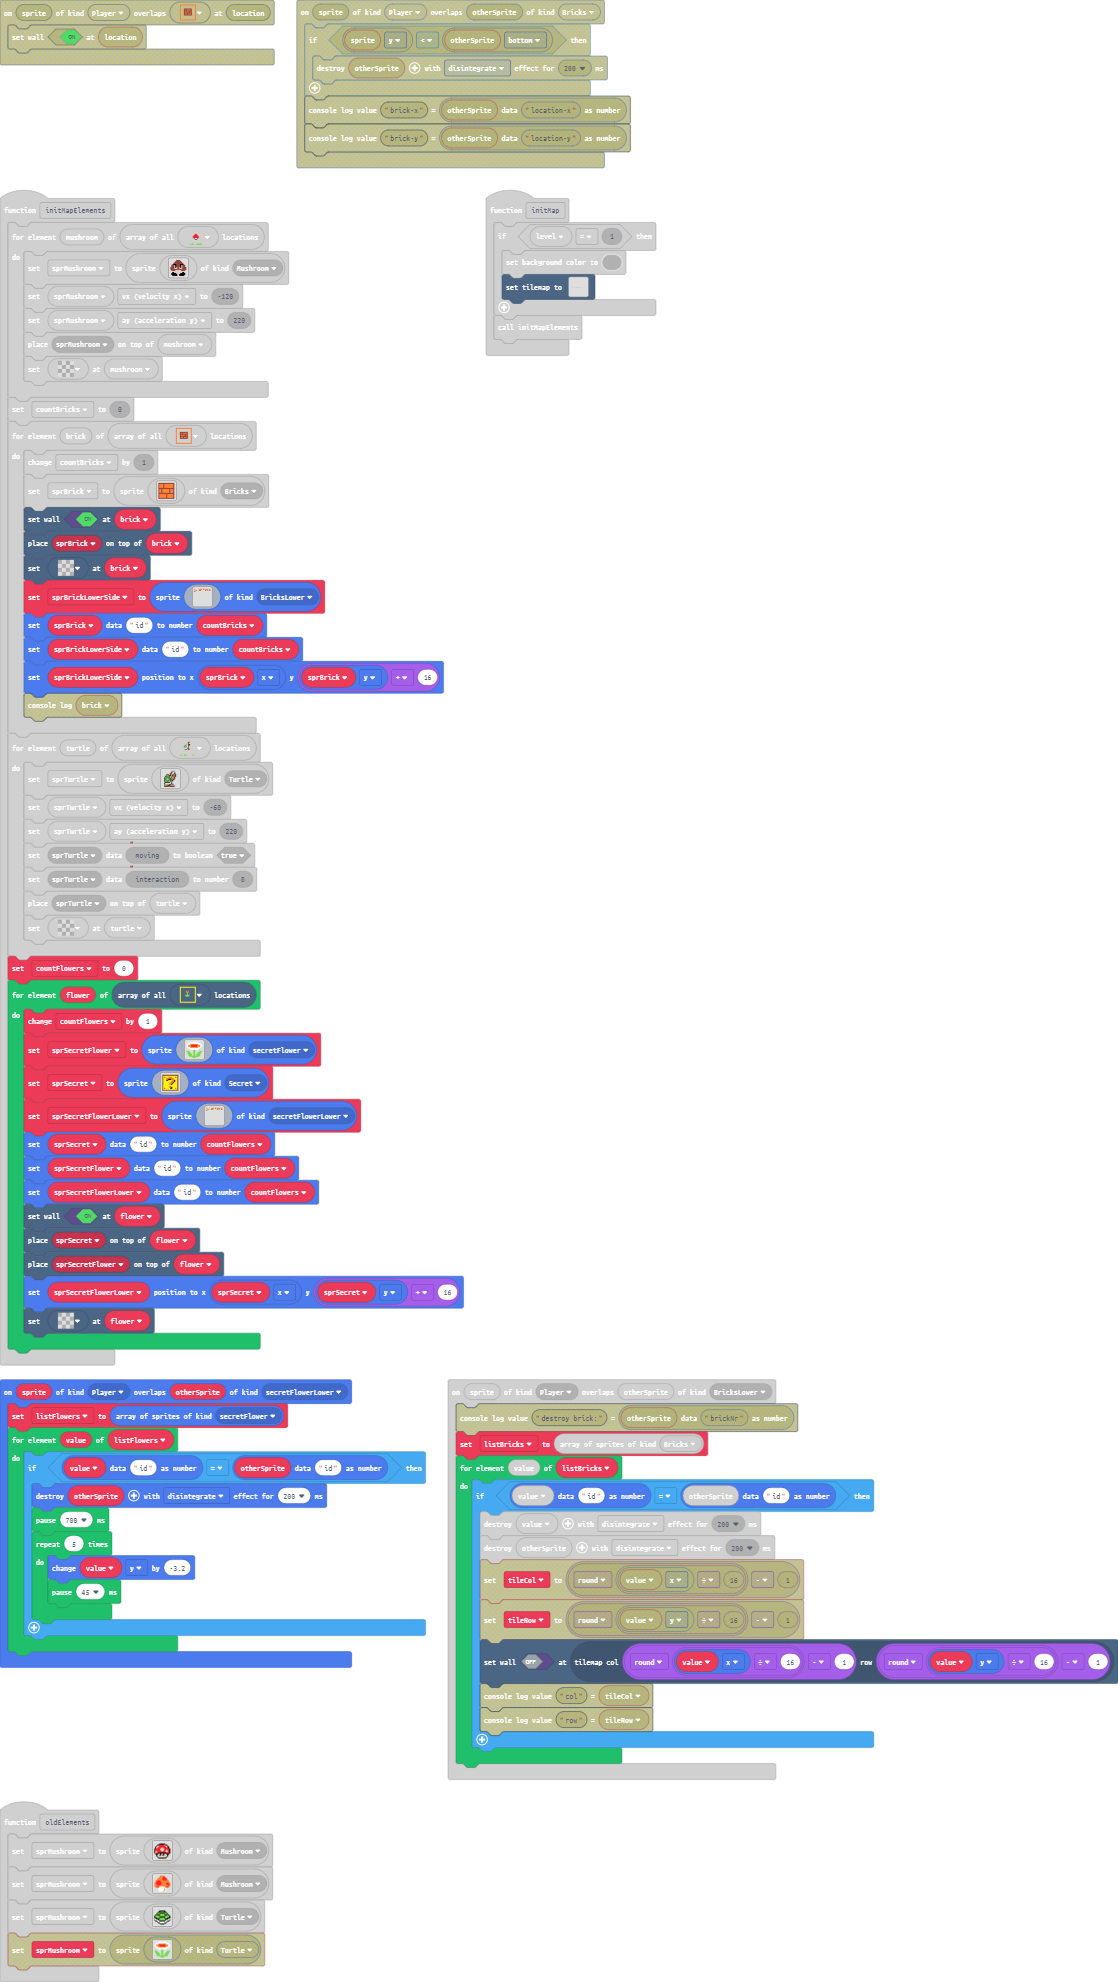 on sprite of kind Player overlaps at location
set wall ON at location
on sprite of kind Player overlaps otherSprite of kind Bricks
if sprite y < otherSprite bottom then
destroy otherSprite with disintegrate effect for 200 ms
console log value "brick-x" = otherSprite data "location-x" as number
console log value "brick-y" = otherSprite data "location-y" as number
function initMapElements
for element mushroom of array of all locations
do
set sprMushroom to sprite of kind Mushroom
set sprMushroom vx (velocity x) to -120
set sprMushroom ay (acceleration y) to 220
place sprMushroom on top of mushroom
set at mushroom
set countBricks to 0
for element brick of array of all locations
do
change countBricks by 1
set sprBrick to sprite of kind Bricks
set wall ON at brick
place sprBrick on top of brick
set at brick
set sprBrickLowerSide to sprite of kind BricksLower
set sprBrick data "id" to number countBricks
set sprBrickLowerSide data "id" to number countBricks
set sprBrickLowerSide position to x sprBrick x y sprBrick y + 16
console log brick
for element turtle of array of all locations
do
set sprTurtle to sprite of kind Turtle
set sprTurtle vx (velocity x) to -60
set sprTurtle ay (acceleration y) to 220
set sprTurtle data "moving" to boolean true
set sprTurtle data "interaction" to number 0
place sprTurtle on top of turtle
set at turtle
set countFlowers to 0
for element flower of array of all locations
do
change countFlowers by 1
set sprSecretFlower to sprite of kind secretFlower
set sprSecret to sprite of kind Secret
set sprSecretFlowerLower to sprite of kind secretFlowerLower
set sprSecret data "id" to number countFlowers
set sprSecretFlower data "id" to number countFlowers
set sprSecretFlowerLower data "id" to number countFlowers
set wall ON at flower
place sprSecret on top of flower
place sprSecretFlower on top of flower
set sprSecretFlowerLower position to x sprSecret x y sprSecret y + 16
set at flower
function initMap
if level = 1 then
set background color to
set tilemap to
call initMapElements
on sprite of kind Player overlaps otherSprite of kind secretFlowerLower
set listFlowers to array of sprites of kind secretFlower
for element value of listFlowers
do
if value data "id" as number = otherSprite data "id" as number then
destroy otherSprite with disintegrate effect for 200 ms
pause 700 ms
repeat 5 times
do
change value y by -3.2
pause 45 ms
on sprite of kind Player overlaps otherSprite of kind BricksLower
console log value "destroy brick:" = otherSprite data "brickNr" as number
set listBricks to array of sprites of kind Bricks
for element value of listBricks
do
if value data "id" as number = otherSprite data "id" as number then
destroy value with disintegrate effect for 200 ms
destroy otherSprite with disintegrate effect for 200 ms
set tileCol to round value x ÷ 16 - 1
set tileRow to round value y ÷ 16 - 1
set wall OFF at tilemap col round value x ÷ 16 - 1 row round value y ÷ 16 - 1
console log value "col" = tileCol
console log value "row" = tileRow
function oldElements
set sprMushroom to sprite of kind Mushroom
set sprMushroom to sprite of kind Mushroom
set sprMushroom to sprite of kind Turtle
set sprMushroom to sprite of kind Turtle